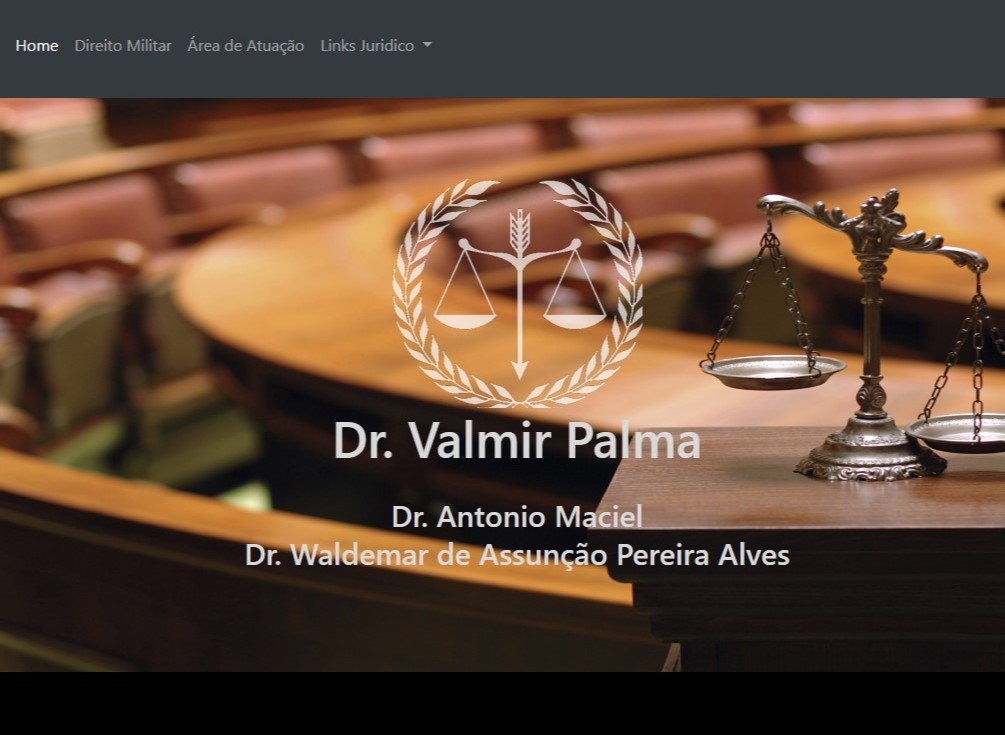 Home Direito Militar Área de Atuação Links Juridico
Dr. Valmir Palma
Dr. Antonio Maciel
Dr. Waldemar de Assunção Pereira Alves